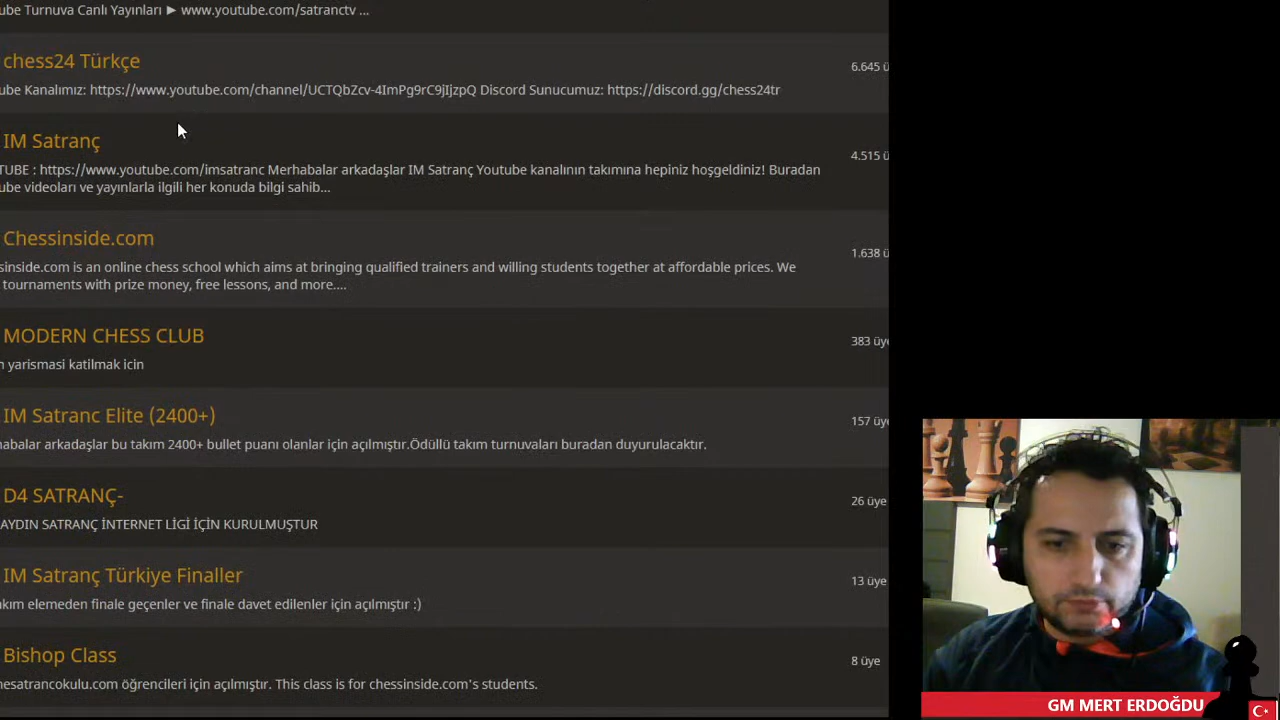 ube Turnuva Canlı Yayınları ► www.youtube.com/satranctv ...
chess24 Türkçe
6.645 ü
ube Kanalımız: https://www.youtube.com/channel/UCTQbZcv-4ImPg9rC9jIjzpQ Discord Sunucumuz: https://discord.gg/chess24tr
IM Satranç
4.515 ü
TUBE : https://www.youtube.com/imsatranc Merhabalar arkadaşlar IM Satranç Youtube kanalının takımına hepiniz hoşgeldiniz! Buradan
ube videoları ve yayınlarla ilgili her konuda bilgi sahib...
Chessinside.com
1.638 ü
sinside.com is an online chess school which aims at bringing qualified trainers and willing students together at affordable prices. We
tournaments with prize money, free lessons, and more....
MODERN CHESS CLUB
383 üye
n yarismasi katilmak icin
IM Satranc Elite (2400+)
157 üye
habalar arkadaşlar bu takım 2400+ bullet puanı olanlar için açılmıştır.Ödüllü takım turnuvaları buradan duyurulacaktır.
D4 SATRANÇ-
26 üye
AYDIN SATRANÇ İNTERNET LİGİ İÇİN KURULMUŞTUR
IM Satranç Türkiye Finaller
13 üye
akım elemeden finale geçenler ve finale davet edilenler için açılmıştır :)
Bishop Class
8 üye
nesatrancokulu.com öğrencileri için açılmıştır. This class is for chessinside.com's students.
GM MERT ERDOĞDU